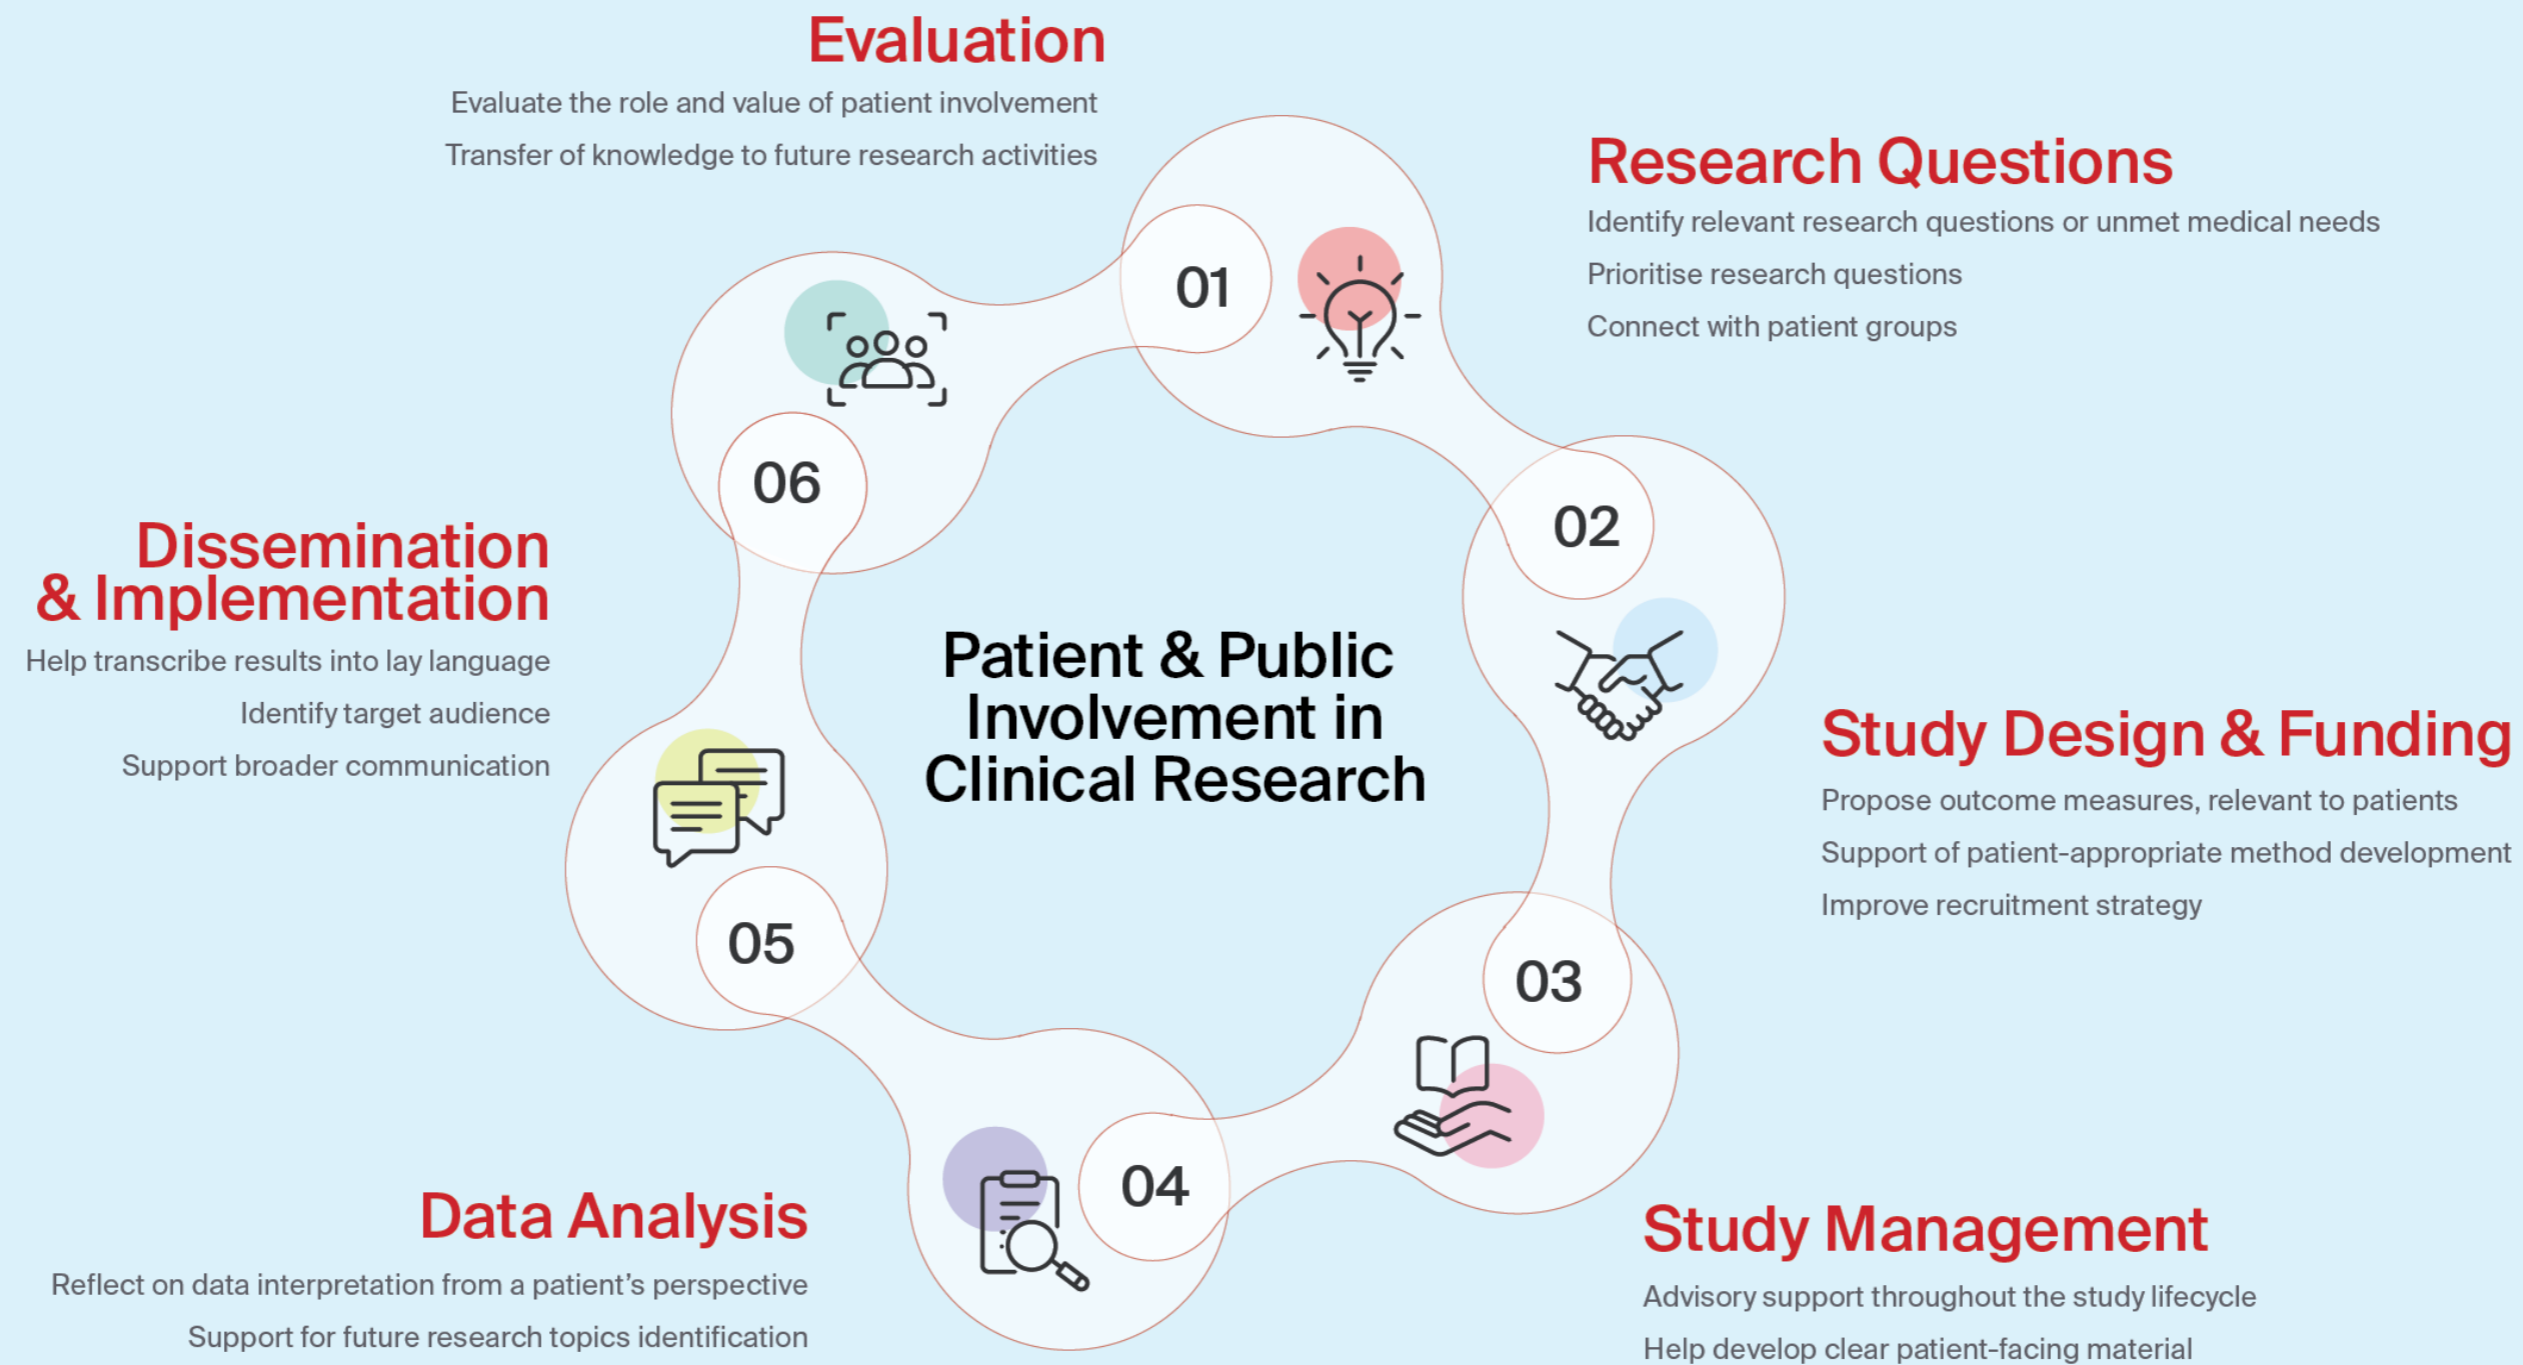 Evaluation
Evaluate the role and value of patient involvement
Transfer of knowledge to future research activities
01
Research Questions
Identify relevant research questions or unmet medical needs
Prioritise research questions
Connect with patient groups
02
Study Design & Funding
Propose outcome measures, relevant to patients
Support of patient-appropriate method development
Improve recruitment strategy
03
Study Management
Advisory support throughout the study lifecycle
Help develop clear patient-facing material
04
Data Analysis
Reflect on data interpretation from a patient’s perspective
Support for future research topics identification
05
Dissemination
& Implementation
Help transcribe results into lay language
Identify target audience
Support broader communication
06
Patient & Public
Involvement in
Clinical Research